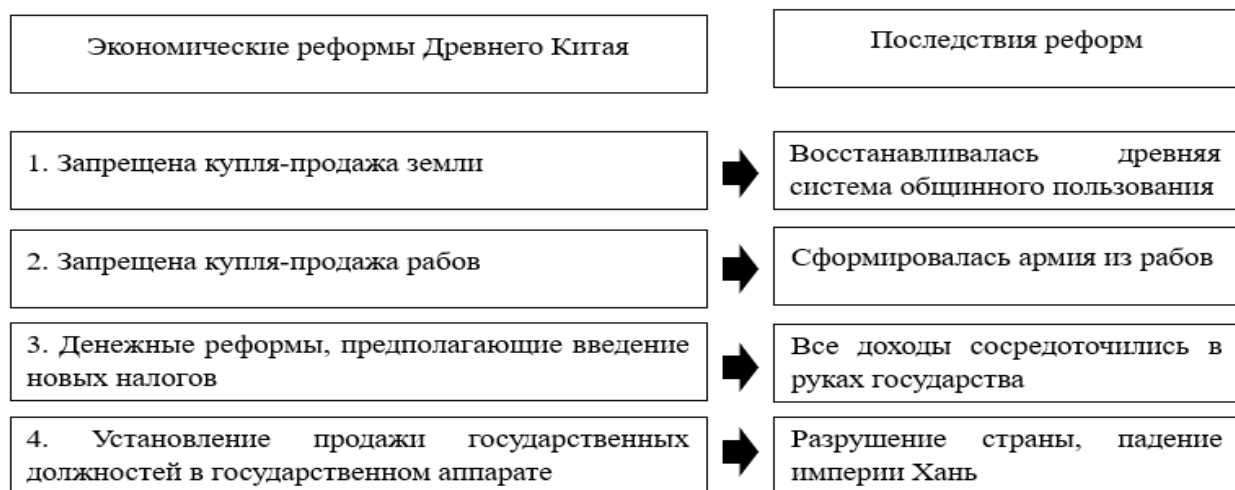 Экономические реформы Древнего Китая
Последствия реформ
1. Запрещена купля-продажа земли
Восстанавливалась древняя
система общинного пользования
2. Запрещена купля-продажа рабов
Сформировалась армия из рабов
3. Денежные реформы, предполагающие введение
новых налогов
Все доходы сосредоточились в
руках государства
4. Установление продажи государственных
должностей в государственном аппарате
Разрушение страны, падение
империи Хань